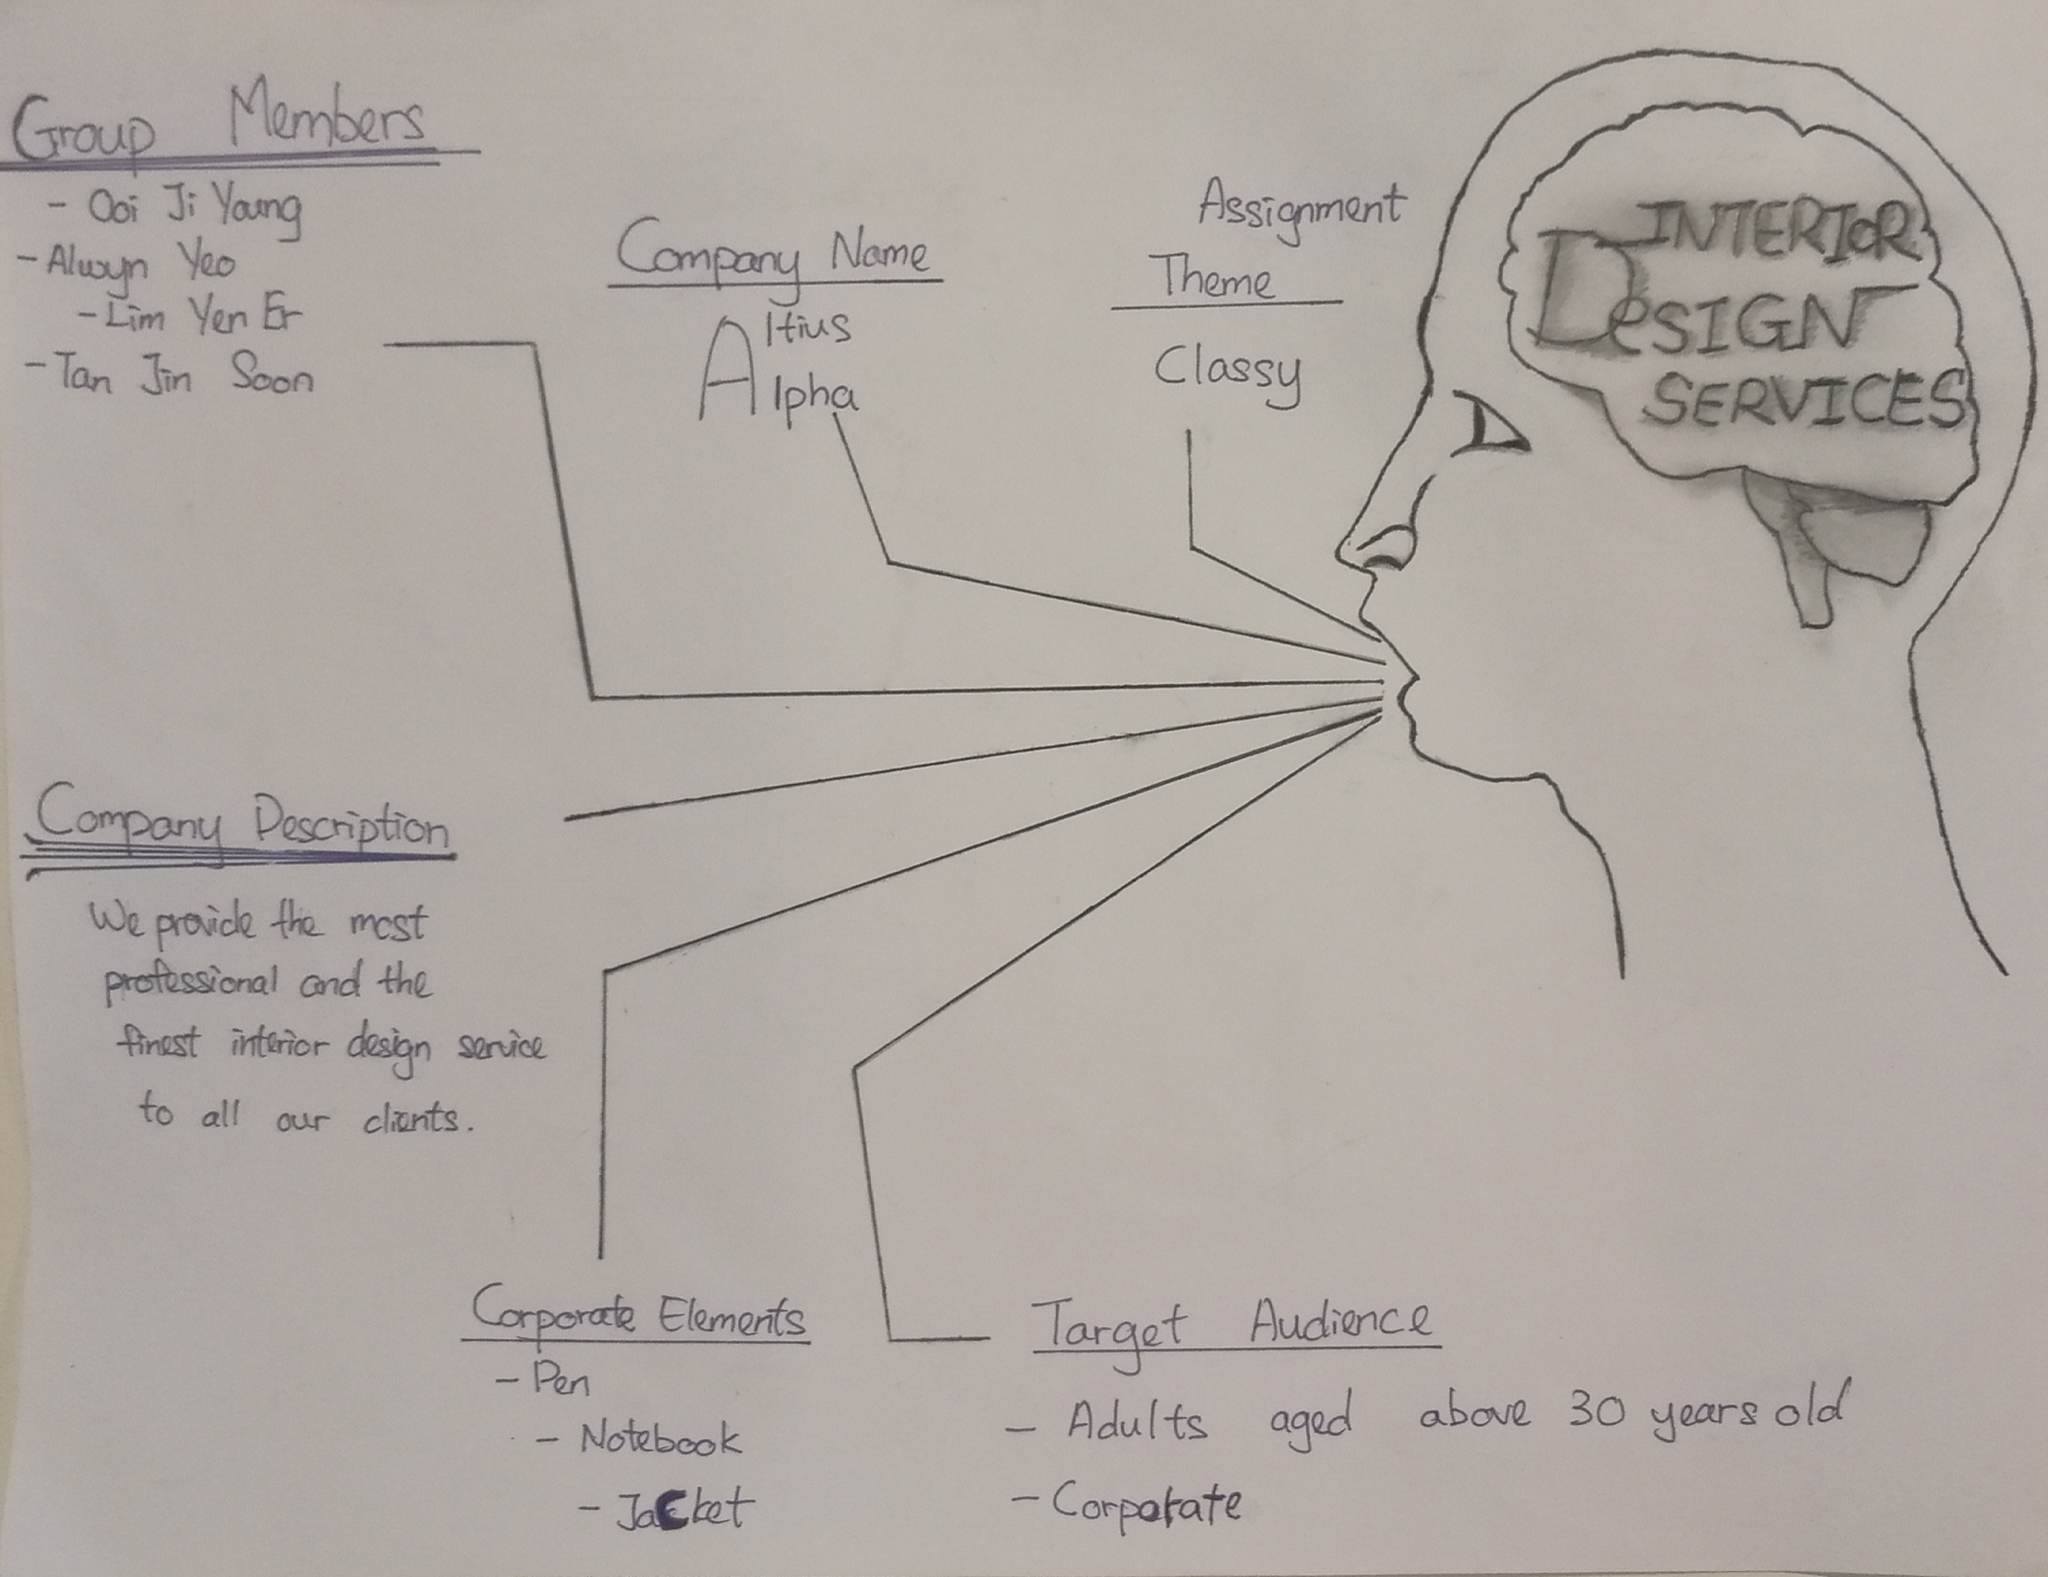 Group Members
- Ooi Ji Young
- Alwyn Yeo
- Lim Yen Er
- Tan Jin Soon
Company Name
Altius
Alpha
Assignment
Theme
Classy
INTERIOR
DESIGN
SERVICES
Company Description
We provide the most
professional and the
finest interior design service
to all our clients.
Corporate Elements
- Pen
- Notebook
- Jacket
Target Audience
- Adults aged above 30 years old
- Corporate